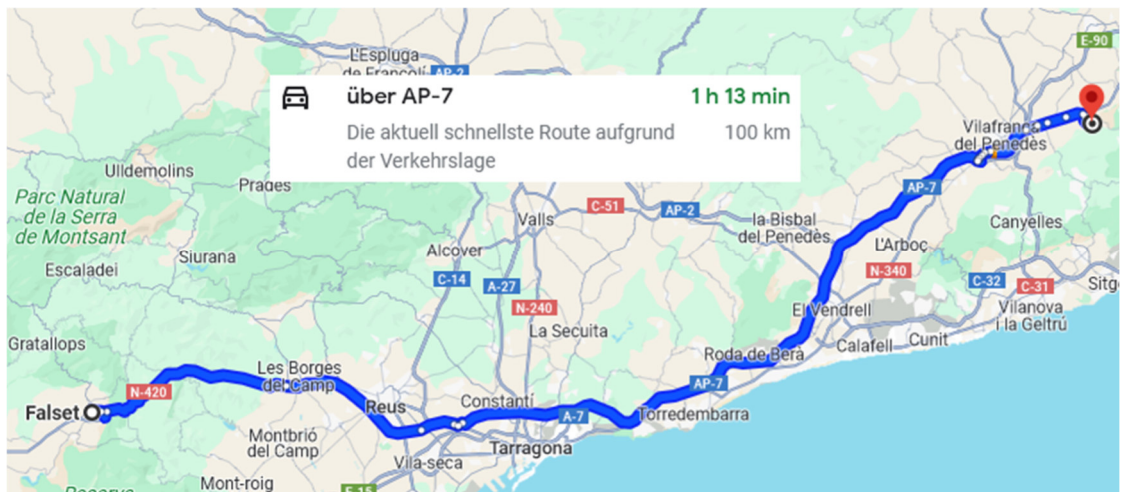 E-90
L'Espluga
de Francolí
AP-2
über AP-7
1 h 13 min
Die aktuell schnellste Route aufgrund
100 km
der Verkehrslage
Vilafranca
del Penedès
Ulldemolins
Prades
AP-7
Parc Natural
de la Serra
de Montsant
C-51
AP-2
Valls
la Bisbal
del Penedès
Canyelles
Siurana
Alcover
L'Arboç
Escaladei
C-14
A-27
N-340
C-32
C-31
Sitg
N-240
El Vendrell
Vilanova
i la Geltrú
La Secuita
Gratallops
Calafell
Cunit
Roda de Berà
Les Borges
del Camp
N-420
AP-7
Falset
Reus
Constantí
A-7
Torredembarra
Montbrió
del Camp
Tarragona
Vila-seca
Mont-roig
Reserva
E-15